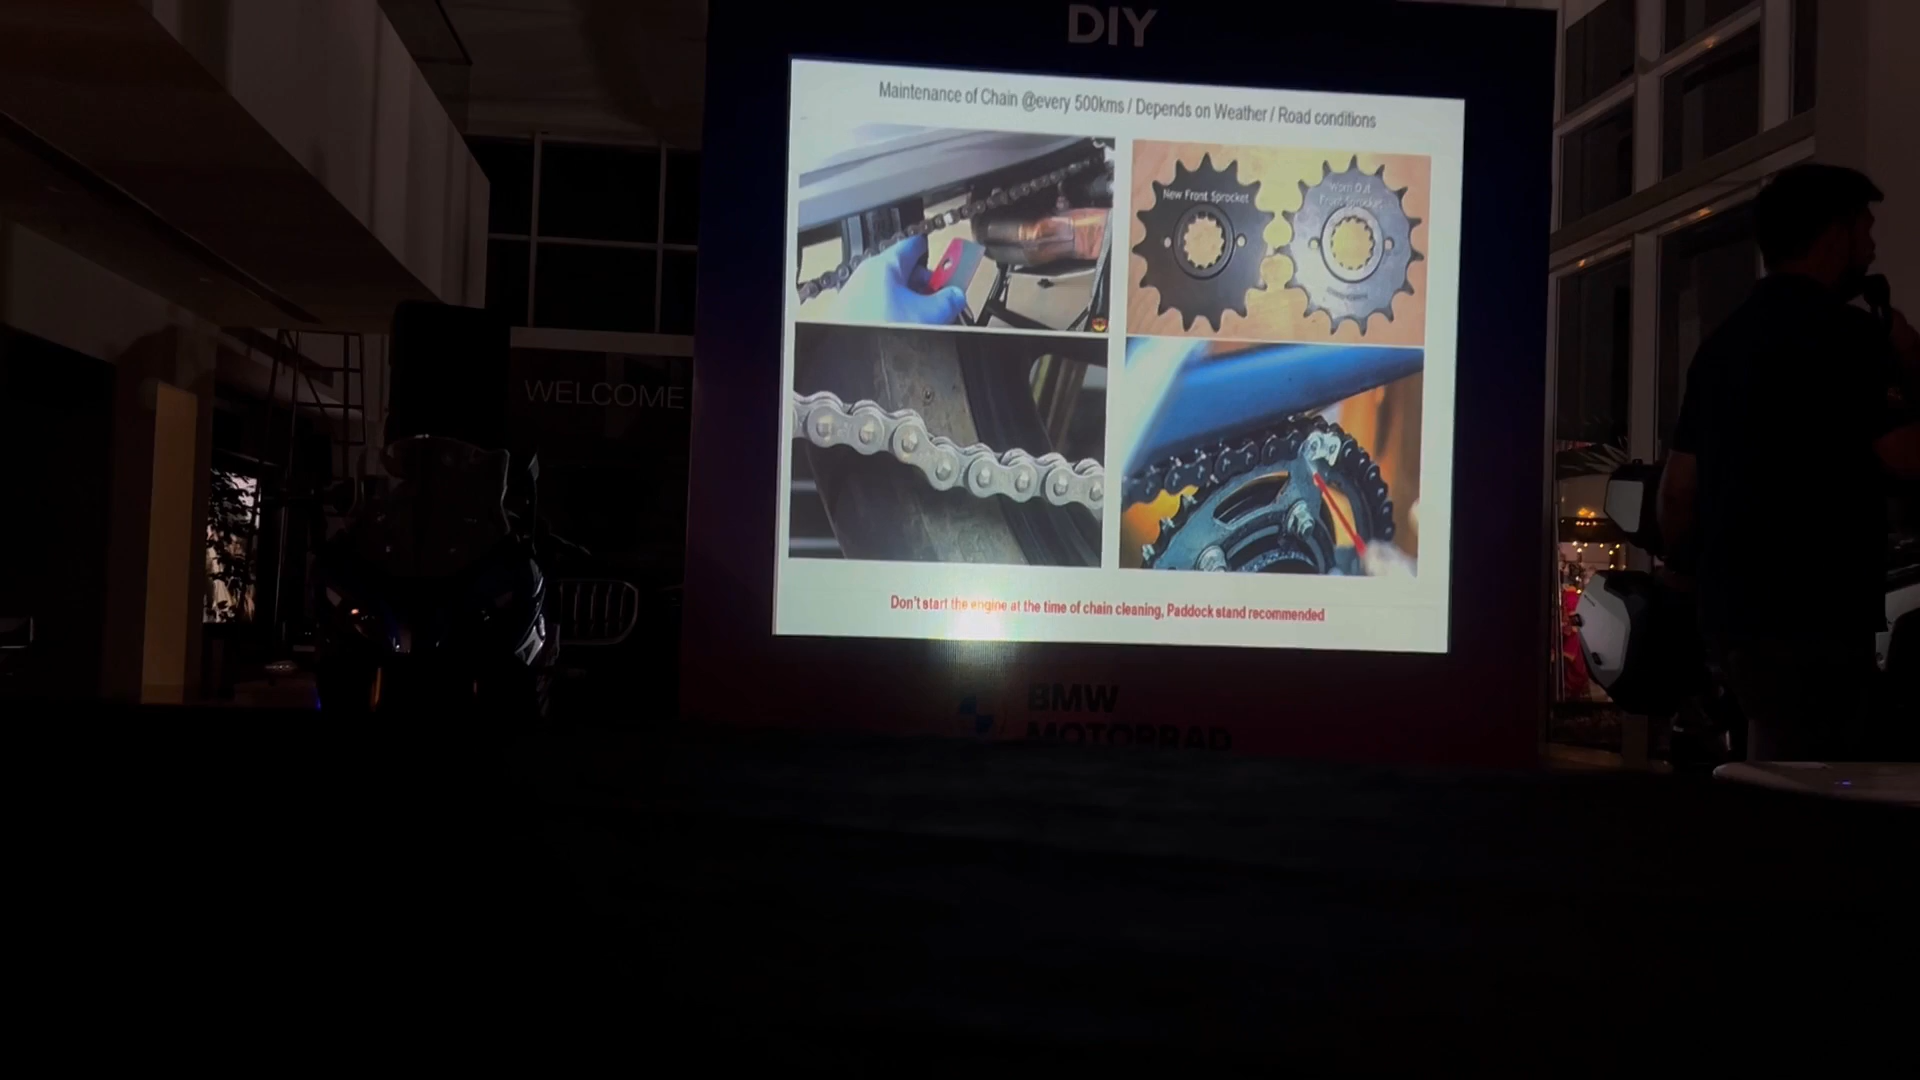 DIY
Maintenance of Chain @every 500kms / Depends on Weather / Road conditions
New Front Sprocket
Worn Out
Front Sprocket
WELCOME
Don't start the engine at the time of chain cleaning, Paddock stand recommended
BMW
MOTORRAD